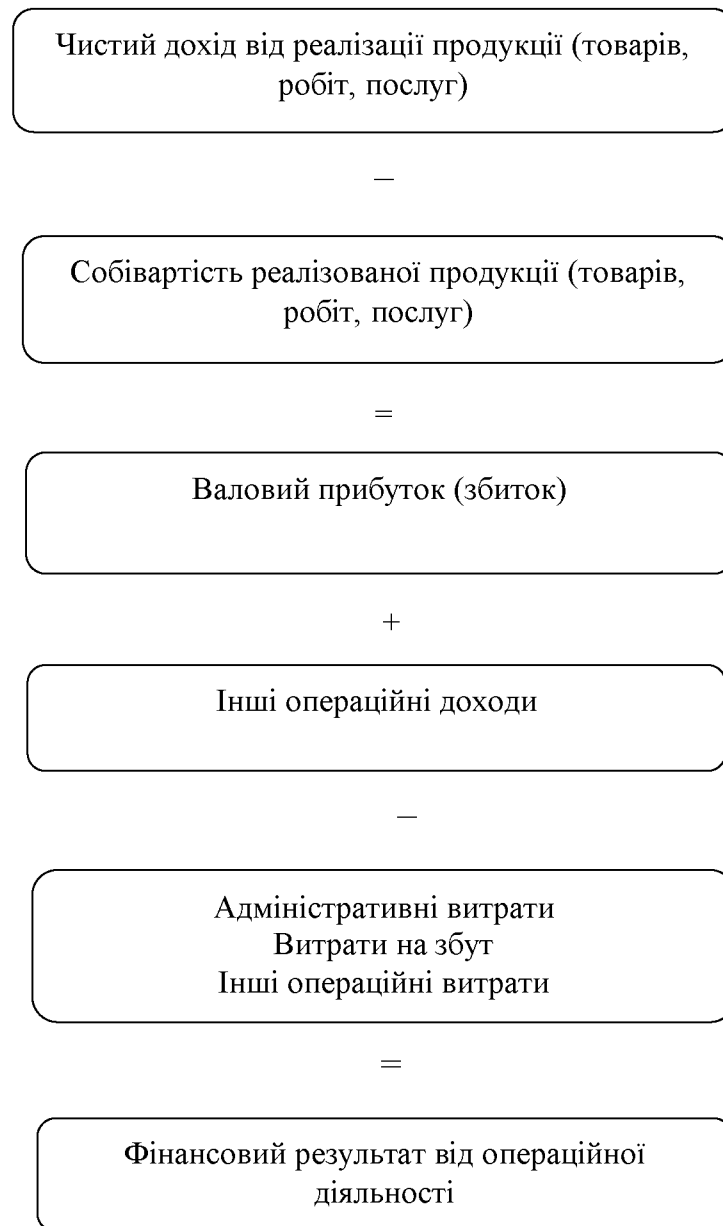 Чистий дохід від реалізації продукції (товарів,
робіт, послуг)
–
Собівартість реалізованої продукції (товарів,
робіт, послуг)
=
Валовий прибуток (збиток)
+
Інші операційні доходи
–
Адміністративні витрати
Витрати на збут
Інші операційні витрати
=
Фінансовий результат від операційної
діяльності